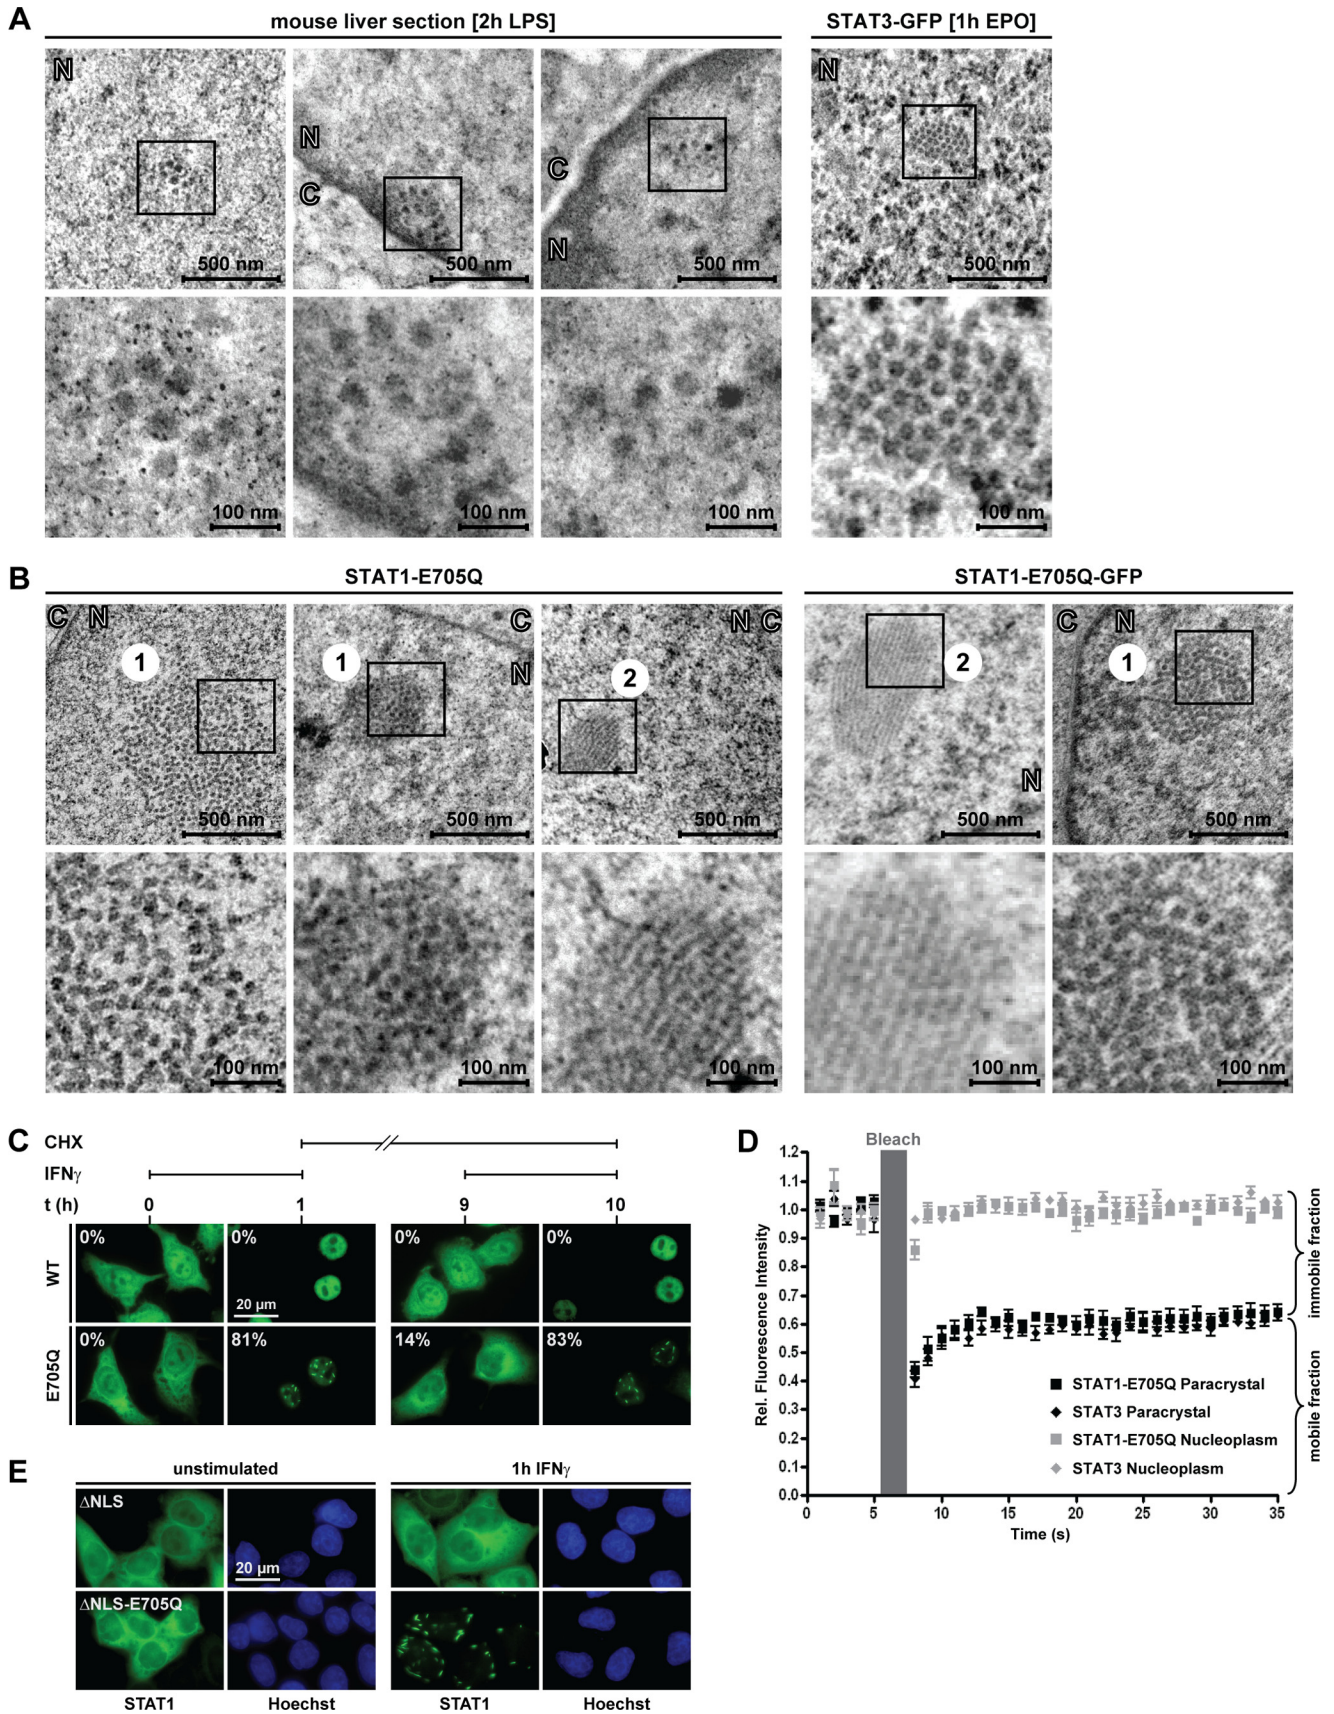 A
mouse liver section [2h LPS]
STAT3-GFP [1h EPO]
N
N
C
C
N
N
500 nm
500 nm
500 nm
500 nm
100 nm
100 nm
100 nm
100 nm
B
STAT1-E705Q
STAT1-E705Q-GFP
C N
1
1
C
N
N C
2
2
N
C N
1
500 nm
500 nm
500 nm
500 nm
500 nm
100 nm
100 nm
100 nm
100 nm
100 nm
C
CHX
IFNγ
t (h)
0
1
9
10
WT
0%
0%
0%
0%
20 µm
E705Q
0%
81%
14%
83%
D
Bleach
Rel. Fluorescence Intensity
1.2
1.1
1.0
0.9
0.8
0.7
0.6
0.5
0.4
0.3
0.2
0.1
0.0
0
5
10
15
20
25
30
35
Time (s)
STAT1-E705Q Paracrystal
STAT3 Paracrystal
STAT1-E705Q Nucleoplasm
STAT3 Nucleoplasm
immobile fraction
mobile fraction
E
unstimulated
1h IFNγ
ΔNLS
20 µm
ΔNLS-E705Q
STAT1
Hoechst
STAT1
Hoechst